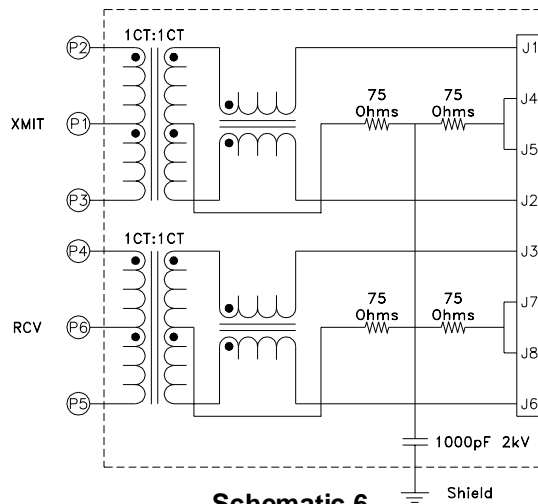 1CT:1CT
P2
J1
75
Ohms
75
Ohms
J4
XMIT
P1
J5
P3
J2
1CT:1CT
P4
J3
75
Ohms
75
Ohms
J7
RCV
P6
J8
P5
J6
1000pF 2kV
Shield
Schematic 6